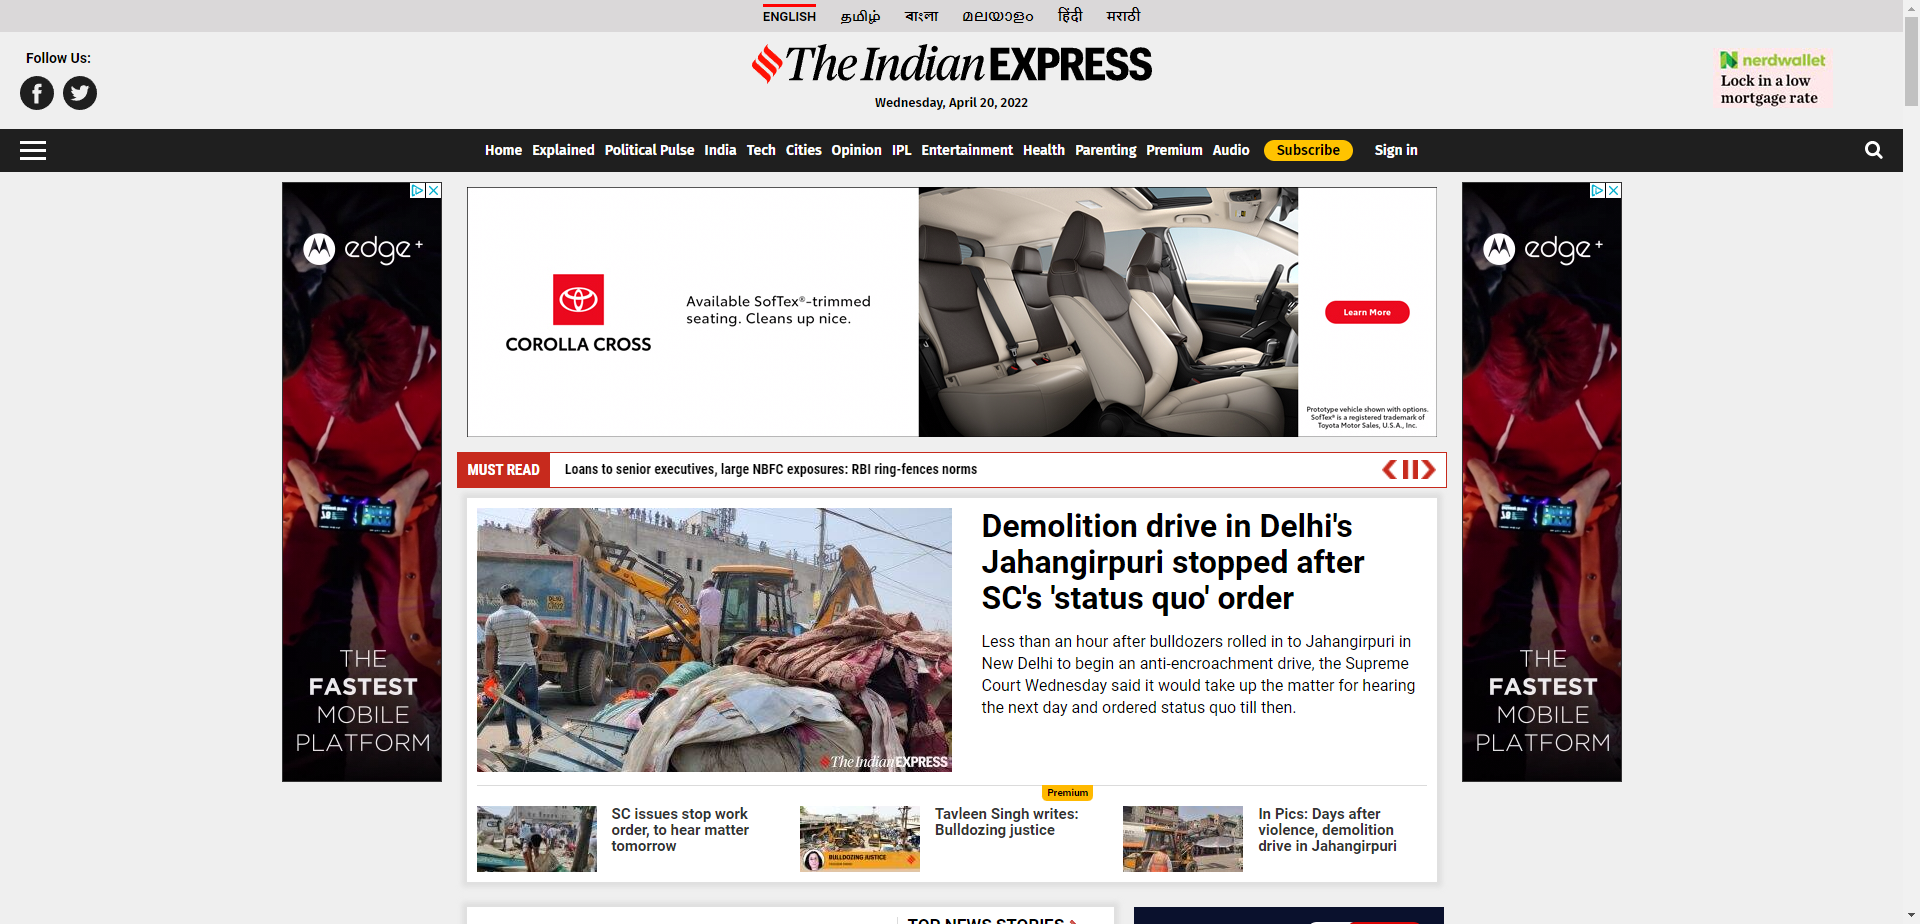 ENGLISH தமிழ் বাংলা മലയാളം हिंदी मराठी
Follow Us:
The Indian EXPRESS
Wednesday, April 20, 2022
nerdwallet
Lock in a low
mortgage rate
Home Explained Political Pulse India Tech Cities Opinion IPL Entertainment Health Parenting Premium Audio Subscribe Sign in
edge+
THE
FASTEST
MOBILE
PLATFORM
COROLLA CROSS
Available SofTex®-trimmed
seating. Cleans up nice.
Learn More
Prototype vehicle shown with options.
SofTex® is a registered trademark of
Toyota Motor Sales, U.S.A., Inc.
edge+
THE
FASTEST
MOBILE
PLATFORM
MUST READ Loans to senior executives, large NBFC exposures: RBI ring-fences norms
The Indian EXPRESS
Demolition drive in Delhi's
Jahangirpuri stopped after
SC's 'status quo' order
Less than an hour after bulldozers rolled in to Jahangirpuri in
New Delhi to begin an anti-encroachment drive, the Supreme
Court Wednesday said it would take up the matter for hearing
the next day and ordered status quo till then.
SC issues stop work
order, to hear matter
tomorrow
BULLDOZING JUSTICE
Premium
Tavleen Singh writes:
Bulldozing justice
In Pics: Days after
violence, demolition
drive in Jahangirpuri
TOP NEWS STORIES